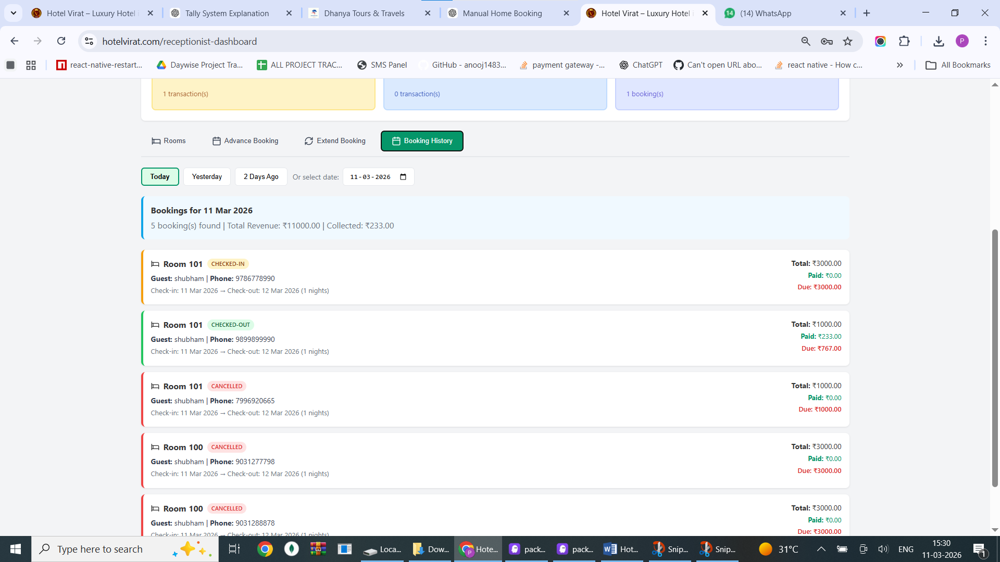 Hotel Virat – Luxury Hotel i
Tally System Explanation
Dhanya Tours & Travels
Manual Home Booking
Hotel Virat – Luxury Hotel i
14
(14) WhatsApp
hotelvirat.com/receptionist-dashboard
P
react-native-restart...
Daywise Project Tra...
ALL PROJECT TRAC...
SMS Panel
GitHub - anooj1483...
payment gateway -...
ChatGPT
Can't open URL abo...
react native - How c...
All Bookmarks
1 transaction(s)
0 transaction(s)
1 booking(s)
Rooms
Advance Booking
Extend Booking
Booking History
Today
Yesterday
2 Days Ago
Or select date:
11-03-2026
Bookings for 11 Mar 2026
5 booking(s) found | Total Revenue: ₹11000.00 | Collected: ₹233.00
Room 101 CHECKED-IN
Guest: shubham | Phone: 9786778990
Check-in: 11 Mar 2026 → Check-out: 12 Mar 2026 (1 nights)
Total: ₹3000.00
Paid: ₹0.00
Due: ₹3000.00
Room 101 CHECKED-OUT
Guest: shubham | Phone: 9899899990
Check-in: 11 Mar 2026 → Check-out: 12 Mar 2026 (1 nights)
Total: ₹1000.00
Paid: ₹233.00
Due: ₹767.00
Room 101 CANCELLED
Guest: shubham | Phone: 7996920665
Check-in: 11 Mar 2026 → Check-out: 12 Mar 2026 (1 nights)
Total: ₹1000.00
Paid: ₹0.00
Due: ₹1000.00
Room 100 CANCELLED
Guest: shubham | Phone: 9031277798
Check-in: 11 Mar 2026 → Check-out: 12 Mar 2026 (1 nights)
Total: ₹3000.00
Paid: ₹0.00
Due: ₹3000.00
Room 100 CANCELLED
Guest: shubham | Phone: 9031288878
Check-in: 11 Mar 2026 → Check-out: 12 Mar 2026 (1 nights)
Total: ₹3000.00
Paid: ₹0.00
Due: ₹3000.00
Type here to search
Loca...
Dow...
Hote...
pack...
pack...
Hot...
Snip...
Snip...
31°C
ENG
15:30
11-03-2026
1